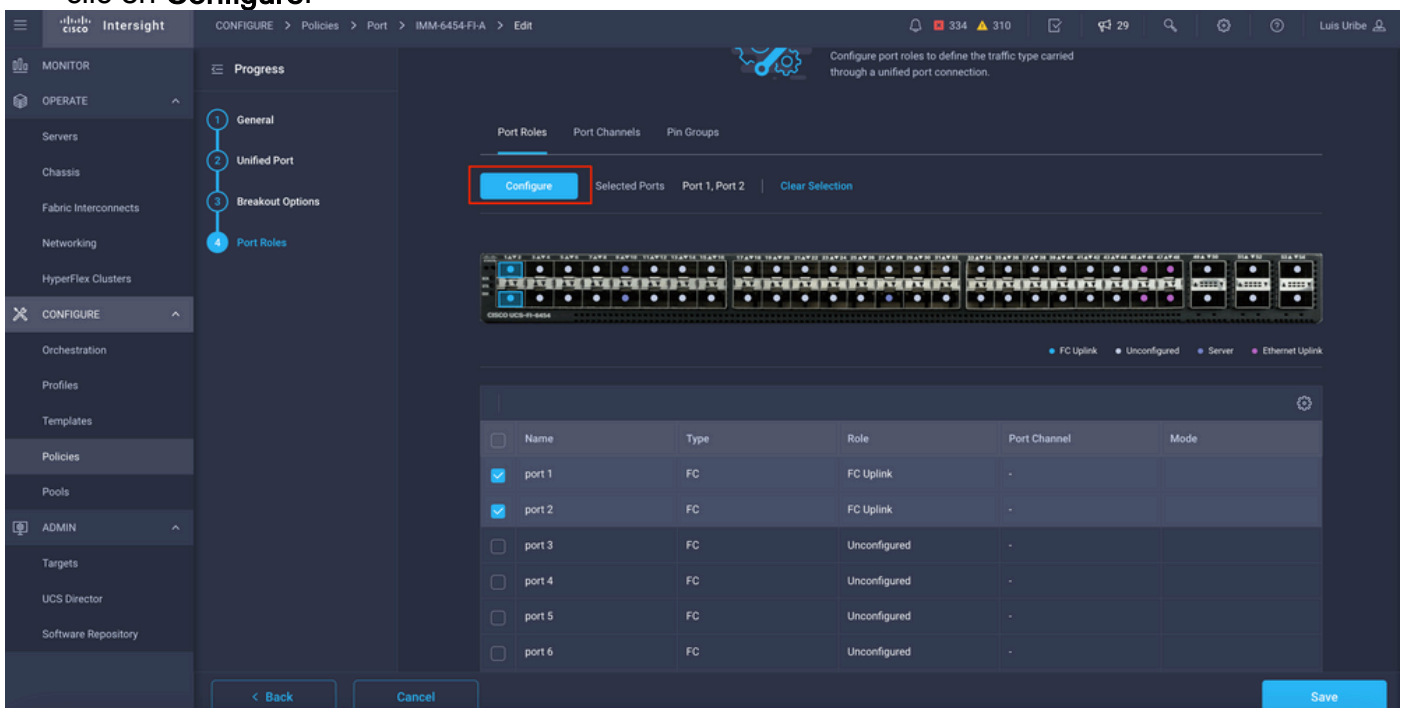 clic on Configure.
cisco Intersight
CONFIGURE > Policies > Port > IMM-6454-FI-A > Edit
334 310 29 Luis Uribe
MONITOR
OPERATE
Servers
Chassis
Fabric Interconnects
Networking
HyperFlex Clusters
CONFIGURE
Orchestration
Profiles
Templates
Policies
Pools
ADMIN
Targets
UCS Director
Software Repository
Progress
1 General
2 Unified Port
3 Breakout Options
4 Port Roles
Configure port roles to define the traffic type carried
through a unified port connection.
Port Roles Port Channels Pin Groups
Configure Selected Ports Port 1, Port 2 | Clear Selection
CISCO UCS-FI-6454
FC Uplink Unconfigured Server Ethernet Uplink
Name Type Role Port Channel Mode
port 1 FC FC Uplink -
port 2 FC FC Uplink -
port 3 FC Unconfigured -
port 4 FC Unconfigured -
port 5 FC Unconfigured -
port 6 FC Unconfigured -
< Back Cancel Save